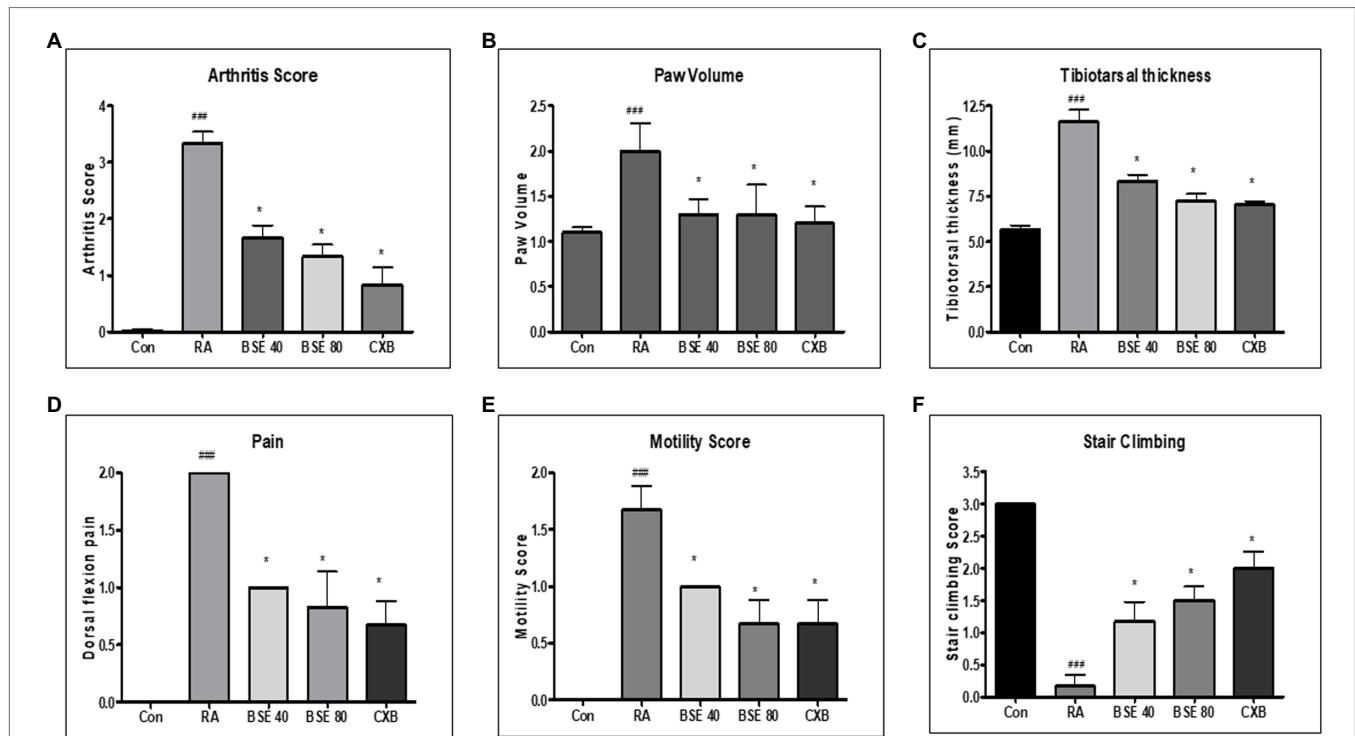 A
Arthritis Score
Arthritis Score
4
3
2
1
0
###
*
*
*
Con RA BSE 40 BSE 80 CXB
B
Paw Volume
Paw Volume
2.5
2.0
1.5
1.0
0.5
0.0
###
*
*
*
Con RA BSE 40 BSE 80 CXB
C
Tibiotarsal thickness
Tibiotorsal thickness (mm)
12.5
10.0
7.5
5.0
2.5
0.0
###
*
*
*
Con RA BSE 40 BSE 80 CXB
D
Pain
Dorsal flexion pain
2.0
1.5
1.0
0.5
0.0
###
*
*
*
Con RA BSE 40 BSE 80 CXB
E
Motility Score
Motility Score
2.0
1.5
1.0
0.5
0.0
###
*
*
*
Con RA BSE 40 BSE 80 CXB
F
Stair Climbing
Stair climbing Score
3.5
3.0
2.5
2.0
1.5
1.0
0.5
0.0
###
*
*
*
Con RA BSE 40 BSE 80 CXB